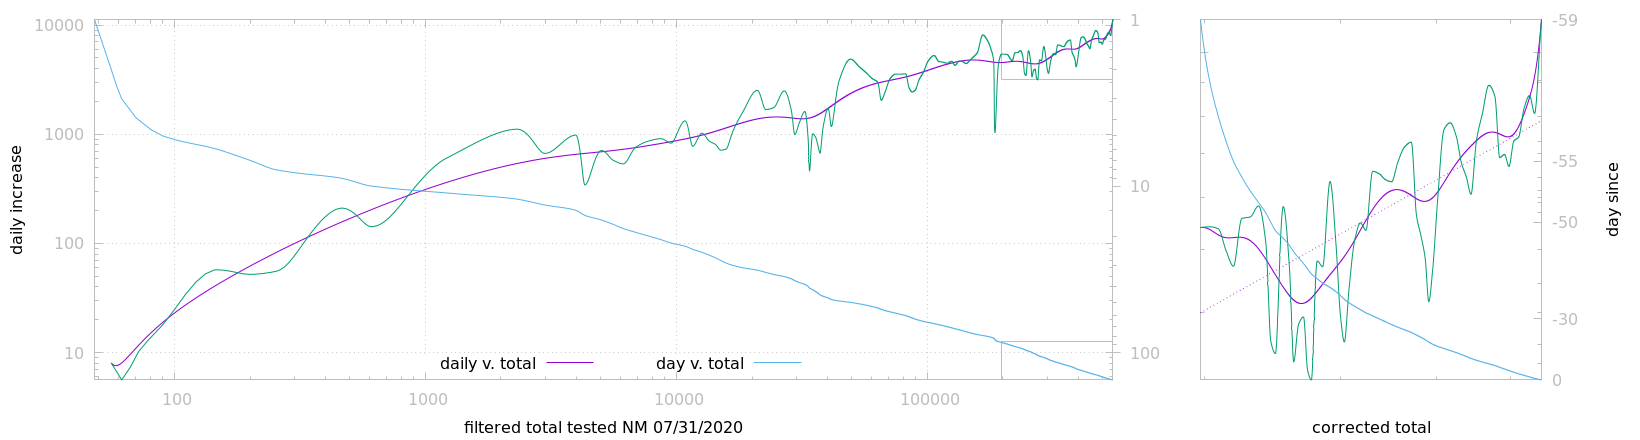 10000
1000
100
10
daily increase
1
10
100
daily v. total
day v. total
100
1000
10000
100000
filtered total tested NM 07/31/2020
-59
-55
-50
-30
0
day since
corrected total